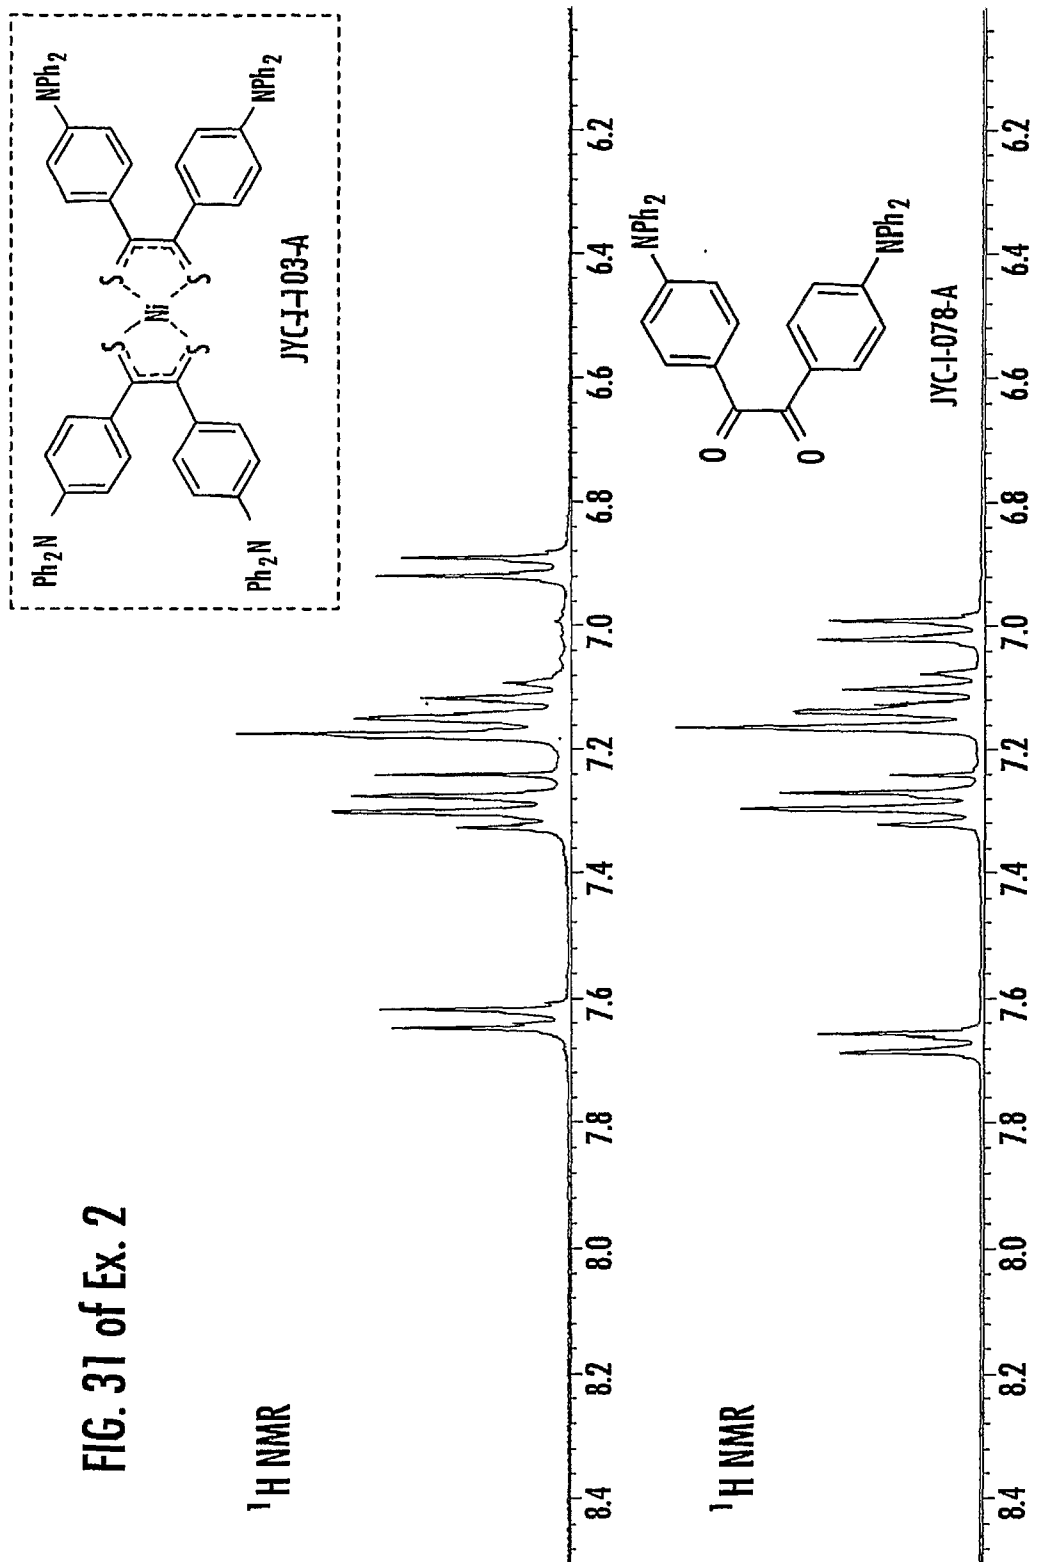 FIG. 31 of Ex. 2
¹H NMR
Ph₂N
NPh₂
S S
Ni
S S
Ph₂N
NPh₂
JYC-I-103-A
8.4 8.2 8.0 7.8 7.6 7.4 7.2 7.0 6.8 6.6 6.4 6.2
¹H NMR
NPh₂
O
O
NPh₂
JYC-I-078-A
8.4 8.2 8.0 7.8 7.6 7.4 7.2 7.0 6.8 6.6 6.4 6.2